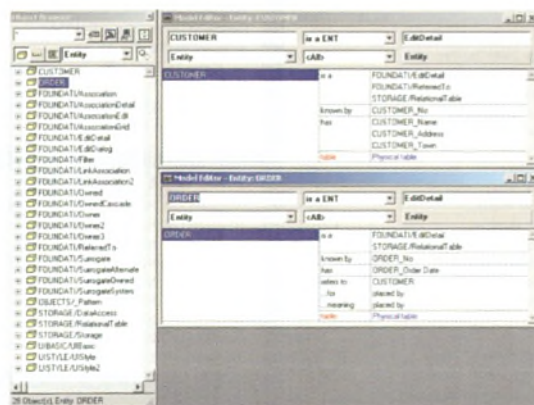 Object Browser
*
Entity
CUSTOMER
ORDER
FOUNDATI/Association
FOUNDATI/AssociationDetail
FOUNDATI/AssociationEdit
FOUNDATI/AssociationGrid
FOUNDATI/EditDetail
FOUNDATI/EditDialog
FOUNDATI/Filter
FOUNDATI/LinkAssociation
FOUNDATI/LinkAssociation2
FOUNDATI/Owned
FOUNDATI/OwnedCascade
FOUNDATI/Owner
FOUNDATI/Owner2
FOUNDATI/Owner3
FOUNDATI/ReferredTo
FOUNDATI/Surrogate
FOUNDATI/SurrogateAlternate
FOUNDATI/SurrogateOwned
FOUNDATI/SurrogateSystem
OBJECTS/_Pattern
STORAGE/DataAccess
STORAGE/RelationalTable
STORAGE/Storage
UIBASIC/UIBasic
UISTYLE/UIStyle
UISTYLE/UIStyle2
Entity ORDER
Model Editor - Entity: CUSTOMER
CUSTOMER is a ENT EditDetail
Entity <All> Entity
CUSTOMER is a FOUNDATI/EditDetail
FOUNDATI/ReferredTo
STORAGE/RelationalTable
known by CUSTOMER_No
has CUSTOMER_Name
CUSTOMER_Address
CUSTOMER_Town
table Physical table
Model Editor - Entity: ORDER
ORDER is a ENT EditDetail
Entity <All> Entity
ORDER is a FOUNDATI/EditDetail
STORAGE/RelationalTable
known by ORDER_No
has ORDER_Order Date
refers to CUSTOMER
...for placed by
...meaning placed by
table Physical table